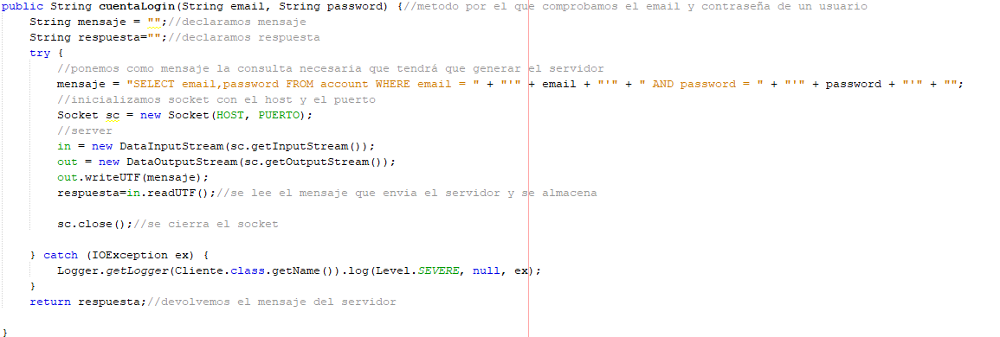 public String cuentaLogin(String email, String password) {//metodo por el que comprobamos el email y contraseña de un usuario
String mensaje = "";//declaramos mensaje
String respuesta="";//declaramos respuesta
try {
//ponemos como mensaje la consulta necesaria que tendrá que generar el servidor
mensaje = "SELECT email,password FROM account WHERE email = " + "'" + email + "'" + " AND password = " + "'" + password + "'" + "";
//inicializamos socket con el host y el puerto
Socket sc = new Socket(HOST, PUERTO);
//server
in = new DataInputStream(sc.getInputStream());
out = new DataOutputStream(sc.getOutputStream());
out.writeUTF(mensaje);
respuesta=in.readUTF();//se lee el mensaje que envia el servidor y se almacena
sc.close();//se cierra el socket
} catch (IOException ex) {
Logger.getLogger(Cliente.class.getName()).log(Level.SEVERE, null, ex);
}
return respuesta;//devolvemos el mensaje del servidor
}